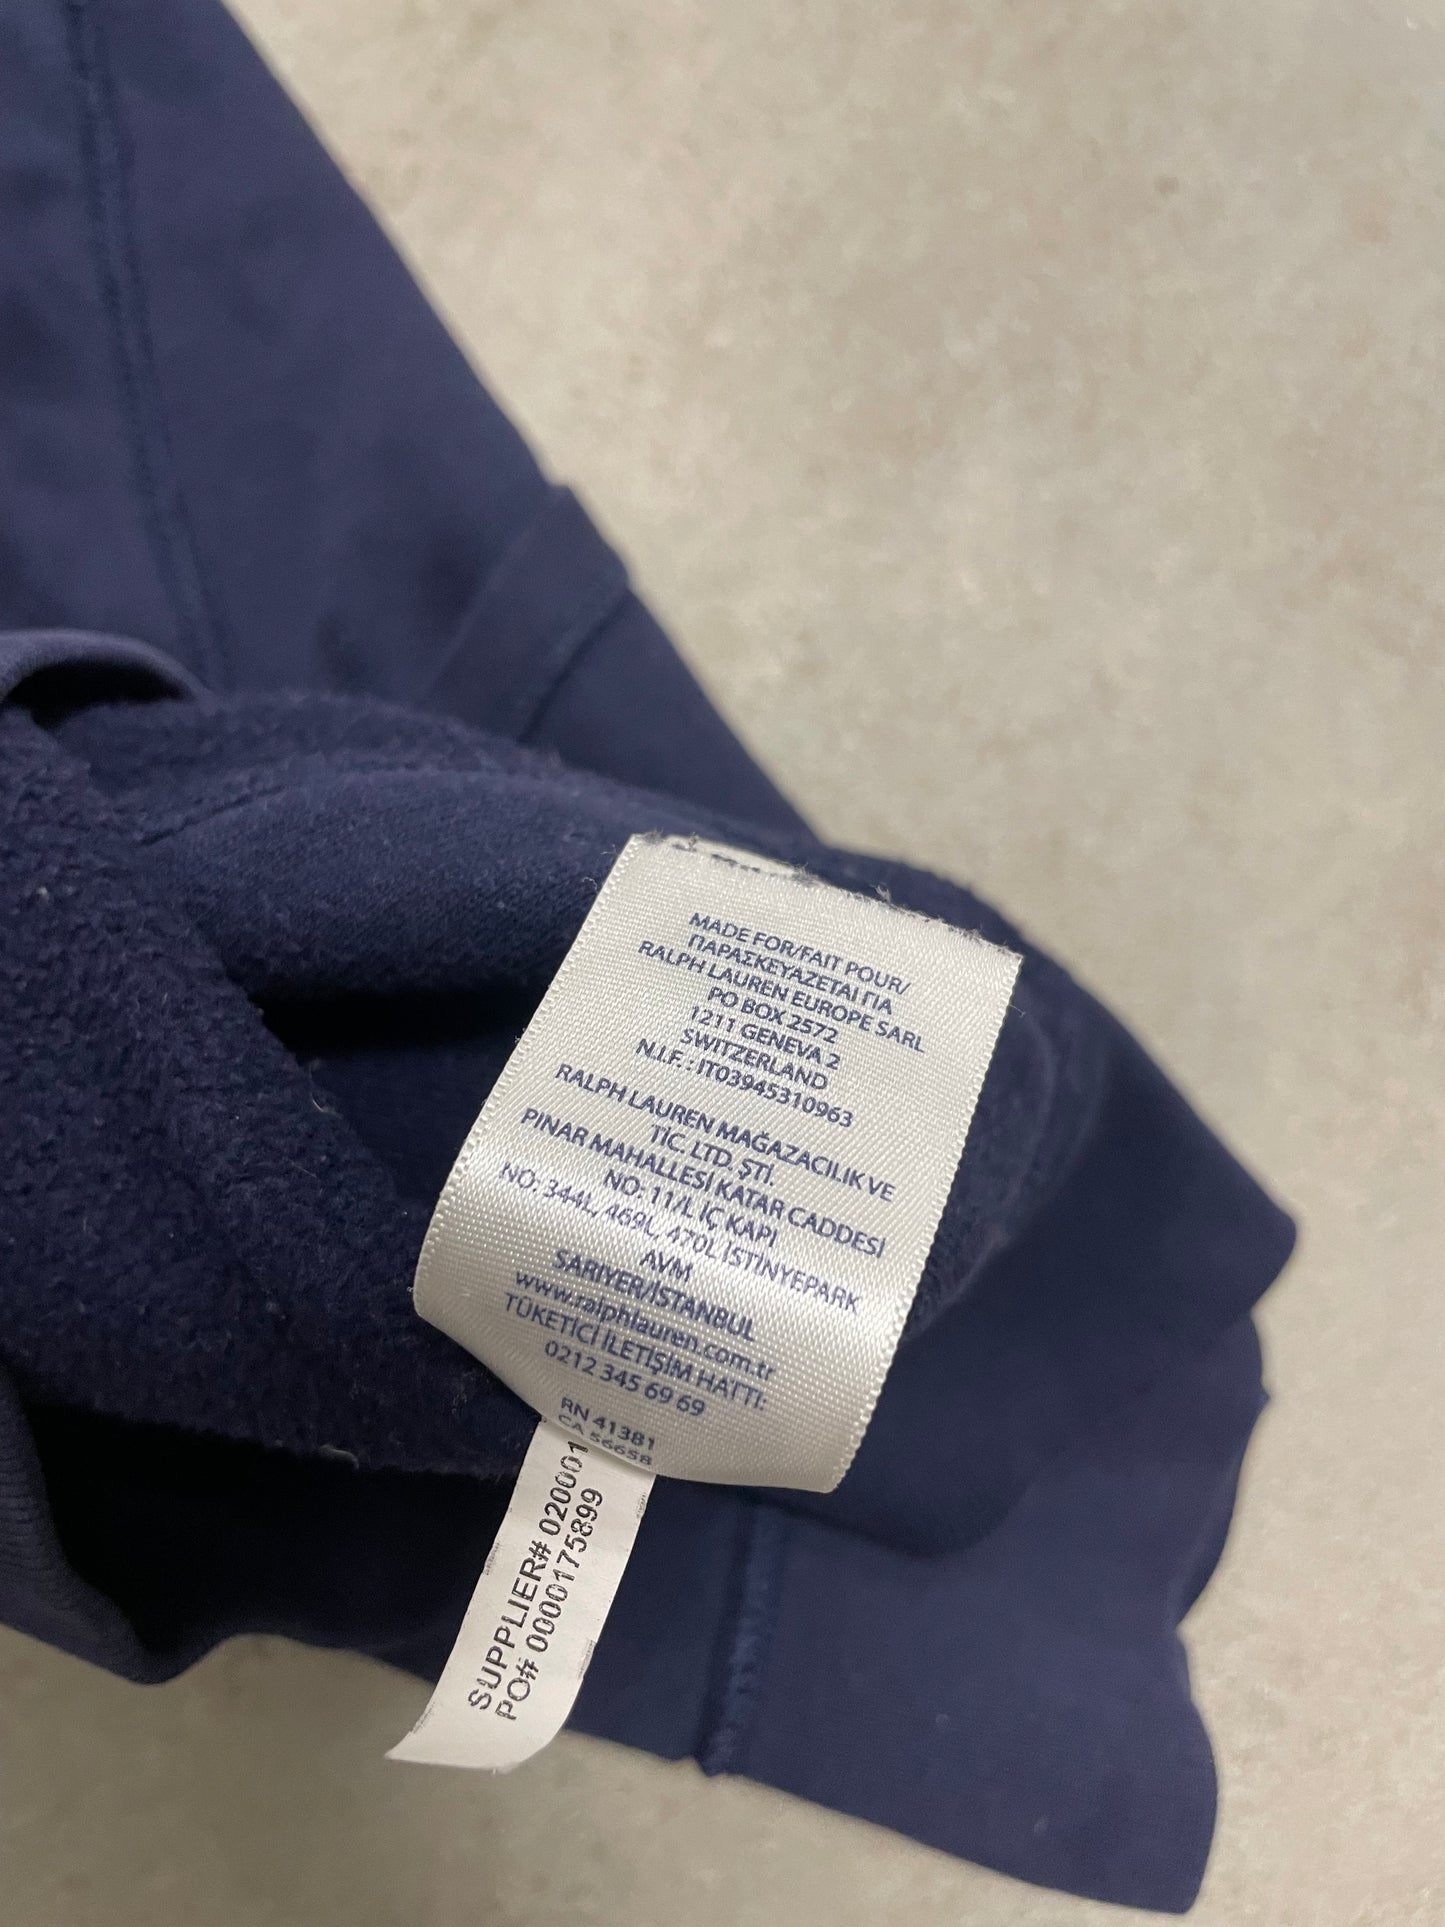 MADE FOR/FAIT POUR/
ΠΑΡΑΣΚΕΥΑΖΕΤΑΙ ΓΙΑ
RALPH LAUREN EUROPE SARL
PO BOX 2572
1211 GENEVA 2
SWITZERLAND
N.I.F. : IT03945310963
RALPH LAUREN MAĞAZACILIK VE
TİC. LTD. ŞTİ.
PINAR MAHALLESİ KATAR CADDESİ
NO: 11/L İÇ KAPI
NO: 344L, 469L, 470L İSTİNYEPARK
AVM
SARIYER/İSTANBUL
www.ralphlauren.com.tr
TÜKETİCİ İLETİŞİM HATTI:
0212 345 69 69
RN 41381
CA 56658
SUPPLIER# 020001
PO# 0000175899